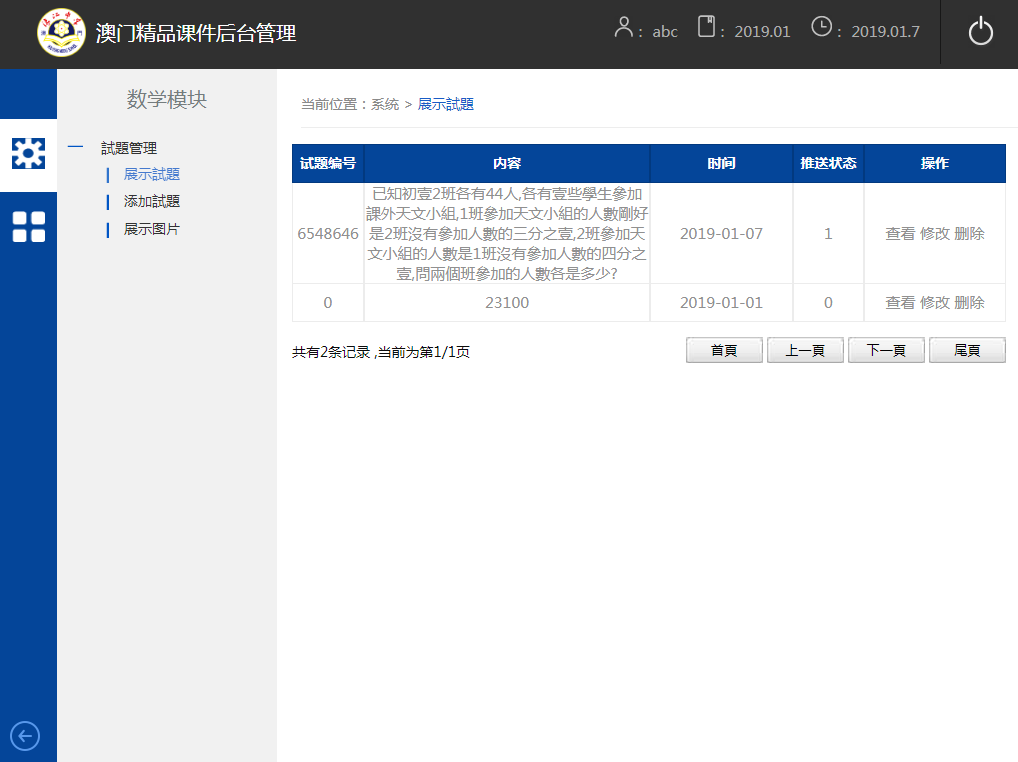 澳门精品课件后台管理
: abc : 2019.01 : 2019.01.7
数学模块
試題管理
展示試題
添加試題
展示图片
当前位置：系统 > 展示試題
試題编号 内容 时间 推送状态 操作
已知初壹2班各有44人,各有壹些學生參加
課外天文小組,1班參加天文小組的人數剛好
是2班沒有參加人數的三分之壹,2班參加天
文小組的人數是1班沒有參加人數的四分之
壹,問兩個班參加的人數各是多少?
6548646 2019-01-07 1 查看 修改 删除
0 23100 2019-01-01 0 查看 修改 删除
共有2条记录 ,当前为第1/1页
首頁 上一頁 下一頁 尾頁